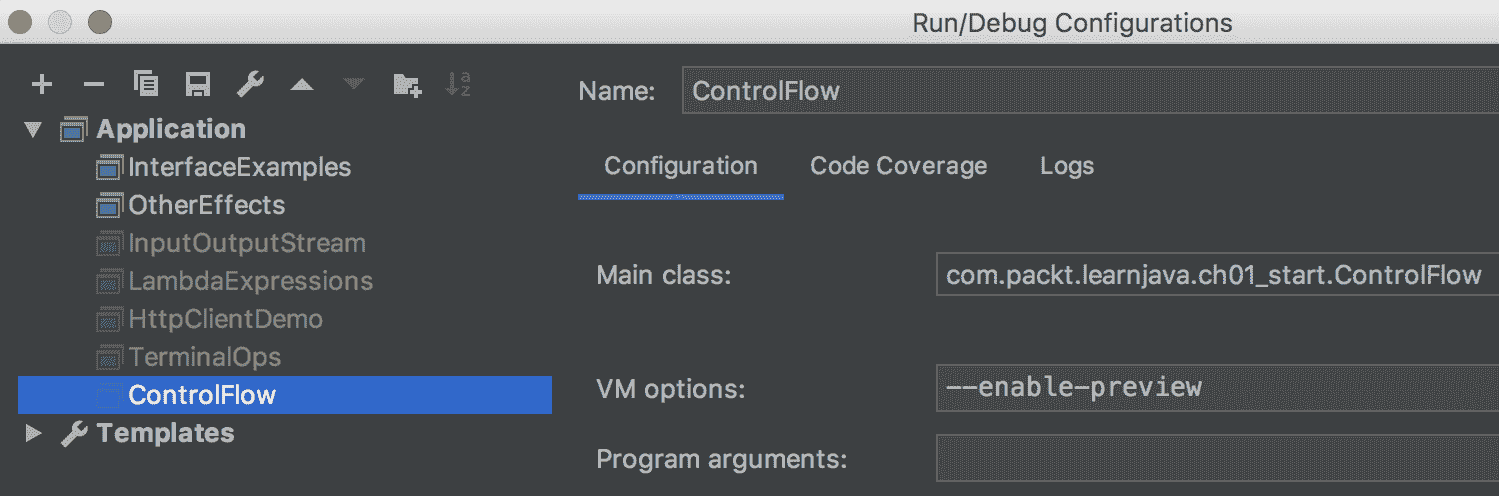 Run/Debug Configurations
Name: ControlFlow
Application
InterfaceExamples
OtherEffects
InputOutputStream
LambdaExpressions
HttpClientDemo
TerminalOps
ControlFlow
Templates
Configuration Code Coverage Logs
Main class: com.packt.learnjava.ch01_start.ControlFlow
VM options: --enable-preview
Program arguments: